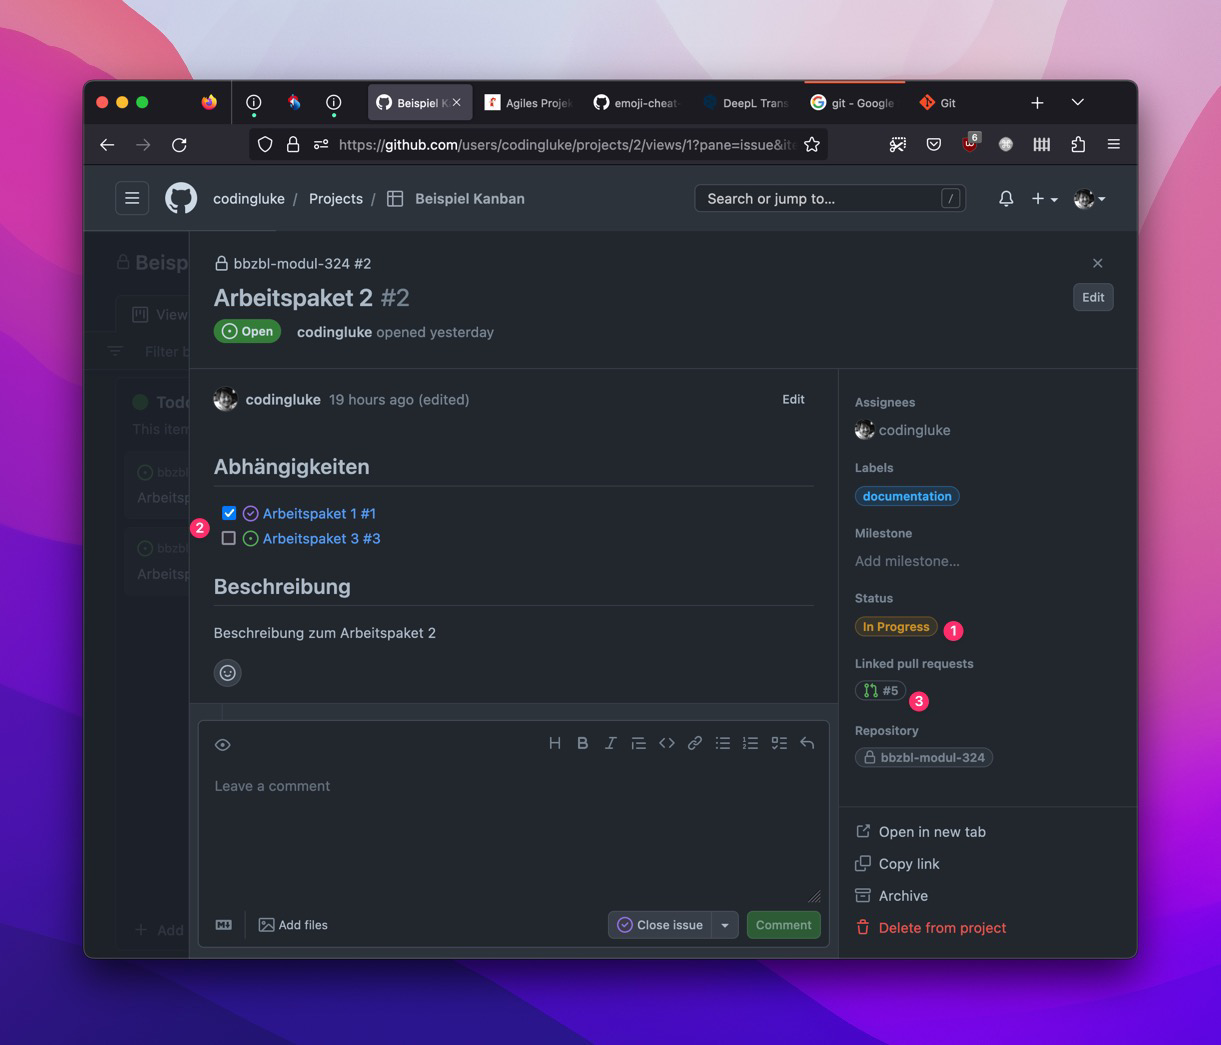 Beispiel K
Agiles Projek
emoji-cheat
DeepL Trans
git - Google
Git
https://github.com/users/codingluke/projects/2/views/1?pane=issue&it
6
codingluke / Projects / Beispiel Kanban
Search or jump to...
/
Beisp
View
Filter b
Todo
This item
bbzbl
Arbeitsp
bbzbl
Arbeitsp
Add
bbzbl-modul-324 #2
Arbeitspaket 2 #2
Edit
Open
codingluke opened yesterday
codingluke 19 hours ago (edited)
Edit
Abhängigkeiten
Arbeitspaket 1 #1
2
Arbeitspaket 3 #3
Beschreibung
Beschreibung zum Arbeitspaket 2
H B I
Leave a comment
Add files
Close issue
Comment
Assignees
codingluke
Labels
documentation
Milestone
Add milestone...
Status
In Progress
1
Linked pull requests
#5
3
Repository
bbzbl-modul-324
Open in new tab
Copy link
Archive
Delete from project